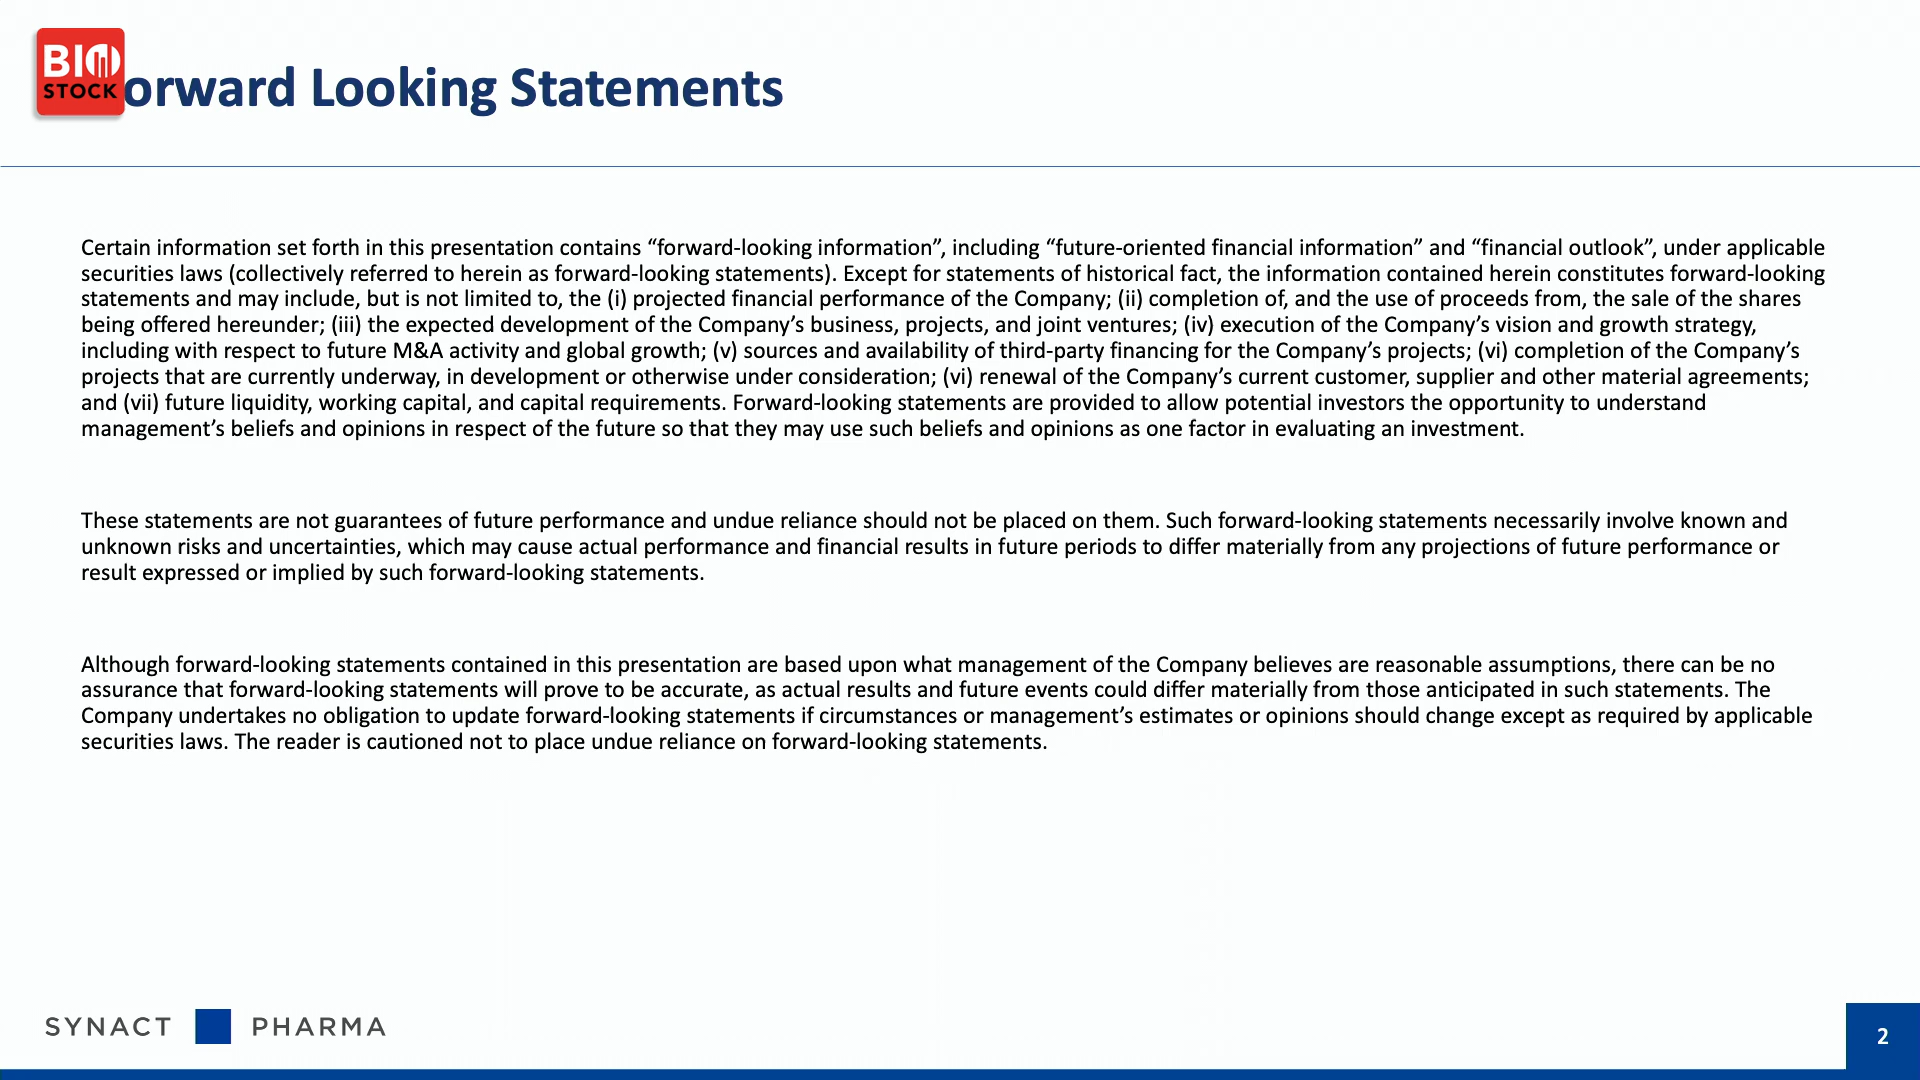 BIO
STOCK
orward Looking Statements
Certain information set forth in this presentation contains “forward-looking information”, including “future-oriented financial information” and “financial outlook”, under applicable
securities laws (collectively referred to herein as forward-looking statements). Except for statements of historical fact, the information contained herein constitutes forward-looking
statements and may include, but is not limited to, the (i) projected financial performance of the Company; (ii) completion of, and the use of proceeds from, the sale of the shares
being offered hereunder; (iii) the expected development of the Company’s business, projects, and joint ventures; (iv) execution of the Company’s vision and growth strategy,
including with respect to future M&A activity and global growth; (v) sources and availability of third-party financing for the Company’s projects; (vi) completion of the Company’s
projects that are currently underway, in development or otherwise under consideration; (vi) renewal of the Company’s current customer, supplier and other material agreements;
and (vii) future liquidity, working capital, and capital requirements. Forward-looking statements are provided to allow potential investors the opportunity to understand
management’s beliefs and opinions in respect of the future so that they may use such beliefs and opinions as one factor in evaluating an investment.
These statements are not guarantees of future performance and undue reliance should not be placed on them. Such forward-looking statements necessarily involve known and
unknown risks and uncertainties, which may cause actual performance and financial results in future periods to differ materially from any projections of future performance or
result expressed or implied by such forward-looking statements.
Although forward-looking statements contained in this presentation are based upon what management of the Company believes are reasonable assumptions, there can be no
assurance that forward-looking statements will prove to be accurate, as actual results and future events could differ materially from those anticipated in such statements. The
Company undertakes no obligation to update forward-looking statements if circumstances or management’s estimates or opinions should change except as required by applicable
securities laws. The reader is cautioned not to place undue reliance on forward-looking statements.
SYNACT PHARMA
2